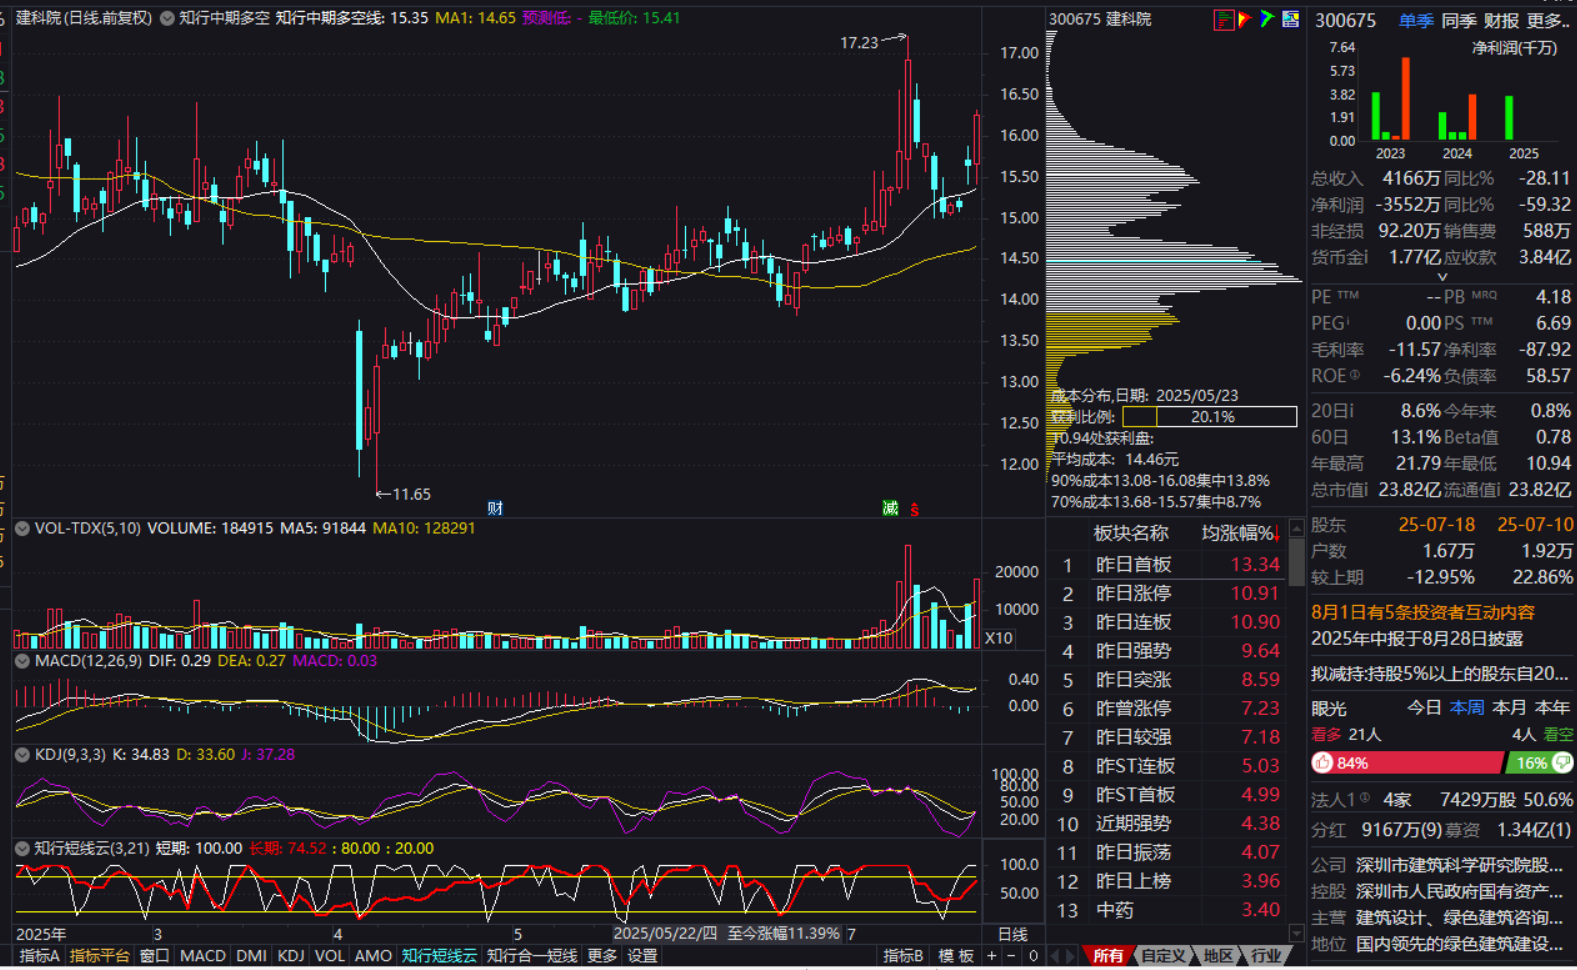 建科院(日线.前复权) 知行中期多空 知行中期多空线: 15.35 MA1: 14.65 预测低: - 最低价: 15.41
17.23
11.65
财
减
17.00
16.50
16.00
15.50
15.00
14.50
14.00
13.50
13.00
12.50
12.00
VOL-TDX(5,10) VOLUME: 184915 MA5: 91844 MA10: 128291
20000
10000
X10
MACD(12,26,9) DIF: 0.29 DEA: 0.27 MACD: 0.03
0.40
0.00
KDJ(9,3,3) K: 34.83 D: 33.60 J: 37.28
100.00
80.00
50.00
20.00
知行短线云(3,21) 短期: 100.00 长期: 74.52 : 80.00 : 20.00
100.0
50.00
2025年 3 4 5 2025/05/22/四 至今涨幅11.39% 7 日线
指标A 指标平台 窗口 MACD DMI KDJ VOL AMO 知行短线云 知行合一短线 更多 设置 指标B 模板 + - 0
300675 建科院
成本分布,日期: 2025/05/23
获利比例: 20.1%
10.94处获利盘:
平均成本: 14.46元
90%成本13.08-16.08集中13.8%
70%成本13.68-15.57集中8.7%
板块名称 均涨幅%↓
1 昨日首板 13.34
2 昨日涨停 10.91
3 昨日连板 10.90
4 昨日强势 9.64
5 昨日突涨 8.59
6 昨曾涨停 7.23
7 昨日较强 7.18
8 昨ST连板 5.03
9 昨ST首板 4.99
10 近期强势 4.38
11 昨日振荡 4.07
12 昨日上榜 3.96
13 中药 3.40
所有 自定义 地区 行业
300675 单季 同季 财报 更多..
净利润(千万)
7.64
5.73
3.82
1.91
0.00
2023 2024 2025
总收入 4166万 同比% -28.11
净利润 -3552万 同比% -59.32
非经损 92.20万 销售费 588万
货币金i 1.77亿 应收款 3.84亿
PE TTM -- PB MRQ 4.18
PEG i 0.00 PS TTM 6.69
毛利率 -11.57 净利率 -87.92
ROE -6.24% 负债率 58.57
20日i 8.6% 今年来 0.8%
60日 13.1% Beta值 0.78
年最高 21.79 年最低 10.94
总市值i 23.82亿 流通值i 23.82亿
股东 25-07-18 25-07-10
户数 1.67万 1.92万
较上期 -12.95% 22.86%
8月1日有5条投资者互动内容
2025年中报于8月28日披露
拟减持:持股5%以上的股东自20...
眼光 今日 本周 本月 本年
看多 21人 4人 看空
84% 16%
法人1 4家 7429万股 50.6%
分红 9167万(9) 募资 1.34亿(1)
公司 深圳市建筑科学研究院股...
控股 深圳市人民政府国有资产...
主营 建筑设计、绿色建筑咨询...
地位 国内领先的绿色建筑建设...